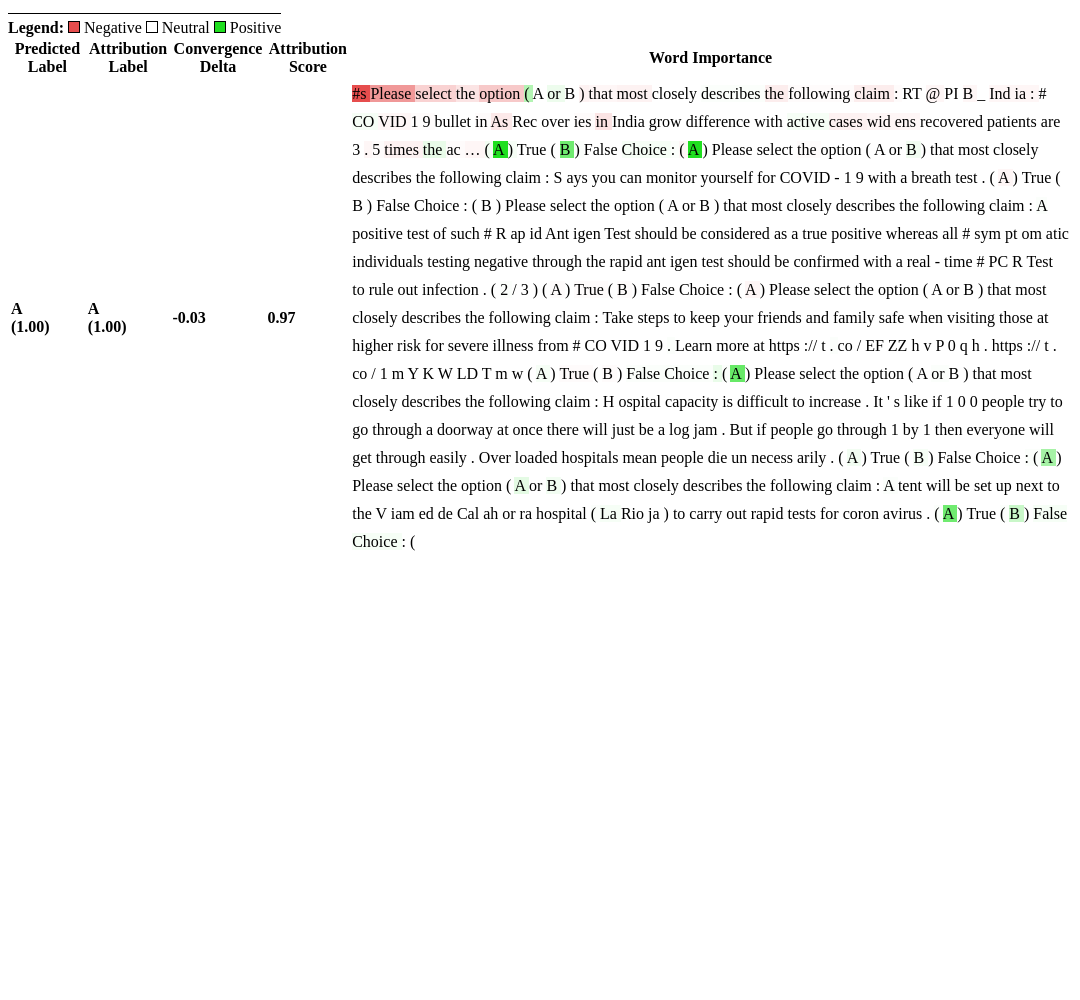 Legend: Negative Neutral Positive
Predicted Label Attribution Label Convergence Delta Attribution Score Word Importance
#s Please select the option ( A or B ) that most closely describes the following claim : RT @ PI B _ Ind ia : #
CO VID 1 9 bullet in As Rec over ies in India grow difference with active cases wid ens recovered patients are
3 . 5 times the ac … ( A ) True ( B ) False Choice : ( A ) Please select the option ( A or B ) that most closely
describes the following claim : S ays you can monitor yourself for COVID - 1 9 with a breath test . ( A ) True (
B ) False Choice : ( B ) Please select the option ( A or B ) that most closely describes the following claim : A
positive test of such # R ap id Ant igen Test should be considered as a true positive whereas all # sym pt om atic
individuals testing negative through the rapid ant igen test should be confirmed with a real - time # PC R Test
to rule out infection . ( 2 / 3 ) ( A ) True ( B ) False Choice : ( A ) Please select the option ( A or B ) that most
A (1.00) A (1.00) -0.03 0.97 closely describes the following claim : Take steps to keep your friends and family safe when visiting those at
higher risk for severe illness from # CO VID 1 9 . Learn more at https :// t . co / EF ZZ h v P 0 q h . https :// t .
co / 1 m Y K W LD T m w ( A ) True ( B ) False Choice : ( A ) Please select the option ( A or B ) that most
closely describes the following claim : H ospital capacity is difficult to increase . It ' s like if 1 0 0 people try to
go through a doorway at once there will just be a log jam . But if people go through 1 by 1 then everyone will
get through easily . Over loaded hospitals mean people die un necess arily . ( A ) True ( B ) False Choice : ( A )
Please select the option ( A or B ) that most closely describes the following claim : A tent will be set up next to
the V iam ed de Cal ah or ra hospital ( La Rio ja ) to carry out rapid tests for coron avirus . ( A ) True ( B ) False
Choice : (